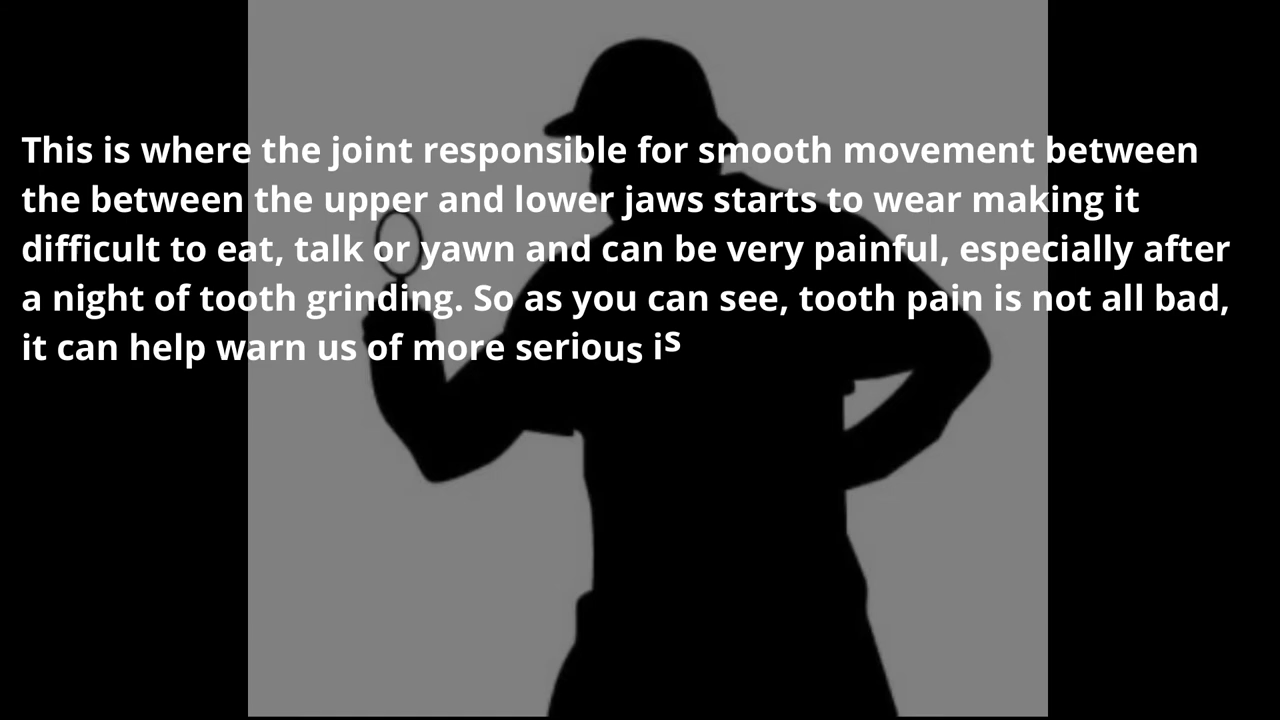 This is where the joint responsible for smooth movement between
the between the upper and lower jaws starts to wear making it
difficult to eat, talk or yawn and can be very painful, especially after
a night of tooth grinding. So as you can see, tooth pain is not all bad,
it can help warn us of more serious is